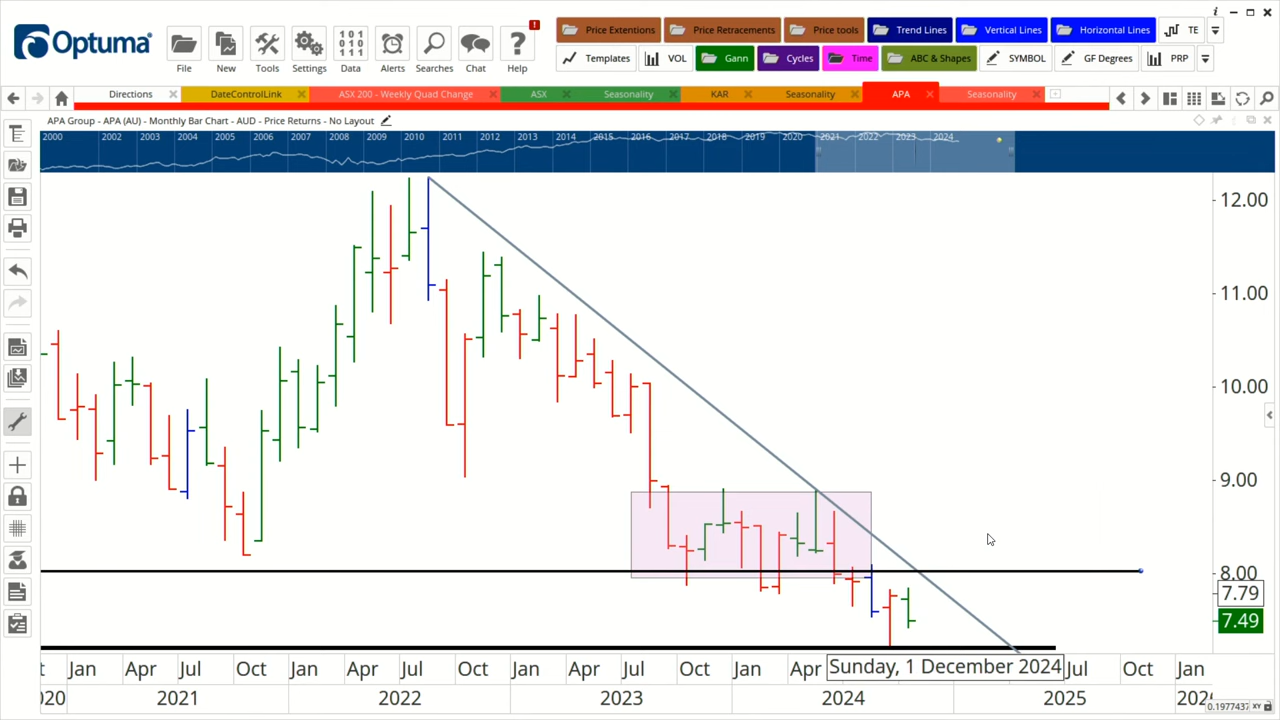 Optuma
File
New
Tools
Settings
101
010
101
Data
Alerts
Searches
Chat
?
!
Help
Price Extentions
Price Retracements
Price tools
Trend Lines
Vertical Lines
Horizontal Lines
TE
Templates
VOL
Gann
Cycles
Time
ABC & Shapes
SYMBOL
GF Degrees
PRP
Directions
DateControlLink
ASX 200 - Weekly Quad Change
ASX
Seasonality
KAR
Seasonality
APA
Seasonality
APA Group - APA (AU) - Monthly Bar Chart - AUD - Price Returns - No Layout
2000 2002 2003 2004 2005 2006 2007 2008 2009 2010 2011 2012 2013 2014 2015 2016 2017 2018 2019 2020 2021 2022 2023 2024
12.00
11.00
10.00
9.00
8.00
7.79
7.49
Jan Apr Jul Oct Jan Apr Jul Oct Jan Apr Jul Oct Jan Apr Sunday, 1 December 2024 Jul Oct Jan
2021 2022 2023 2024 2025
0.1977437 XY